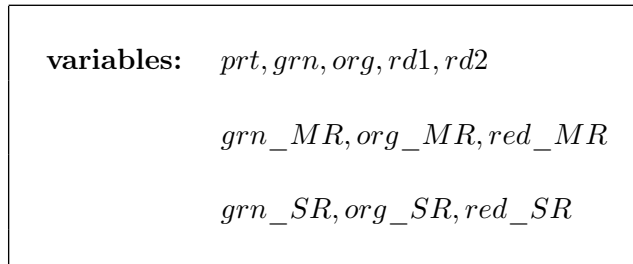 variables: prt, grn, org, rd1, rd2
grn_MR, org_MR, red_MR
grn_SR, org_SR, red_SR